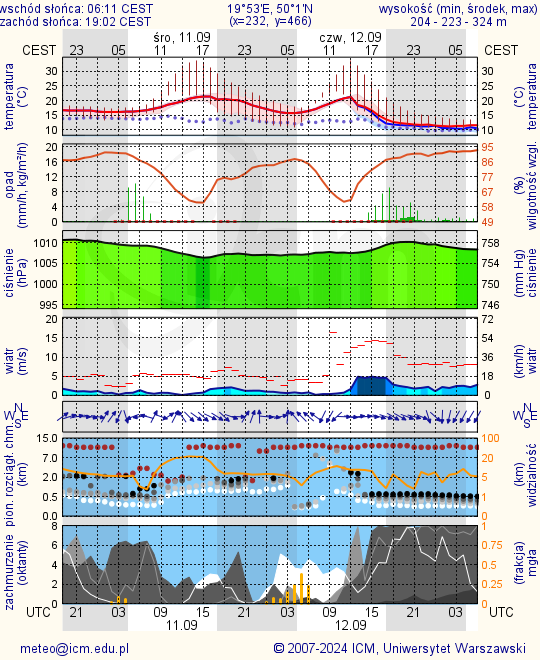 wschód słońca: 06:11 CEST 19°53'E, 50°1'N wysokość (min, środek, max)
zachód słońca: 19:02 CEST (x=232, y=466) 204 - 223 - 324 m
śro, 11.09 czw, 12.09
CEST 23 05 11 17 23 05 11 17 23 05 CEST
temperatura (°C)
30 30
25 25
20 20
15 15
10 10
temperatura (°C)
opad (mm/h, kg/m²/h)
20 95
16 86
12 77
8 67
4 58
0 49
(%) wilgotność wzgl.
ciśnienie (hPa)
1010 758
1005 754
1000 750
995 746
(mm Hg) ciśnienie
wiatr (m/s)
20 72
15 54
10 36
5 18
0 0
(km/h) wiatr
N N
W E W E
S S
pion. rozciągł. chm. (km)
15.0 100
7.0 20
2.0 10
0.5 5
0.2 1
0.0 0
(km) widzialność
zachmurzenie (oktanty)
8 1
6 0.75
4 0.5
2 0.25
0 0
(frakcja) mgła
UTC 21 03 09 15 21 03 09 15 21 03 UTC
11.09 12.09
meteo@icm.edu.pl © 2007-2024 ICM, Uniwersytet Warszawski